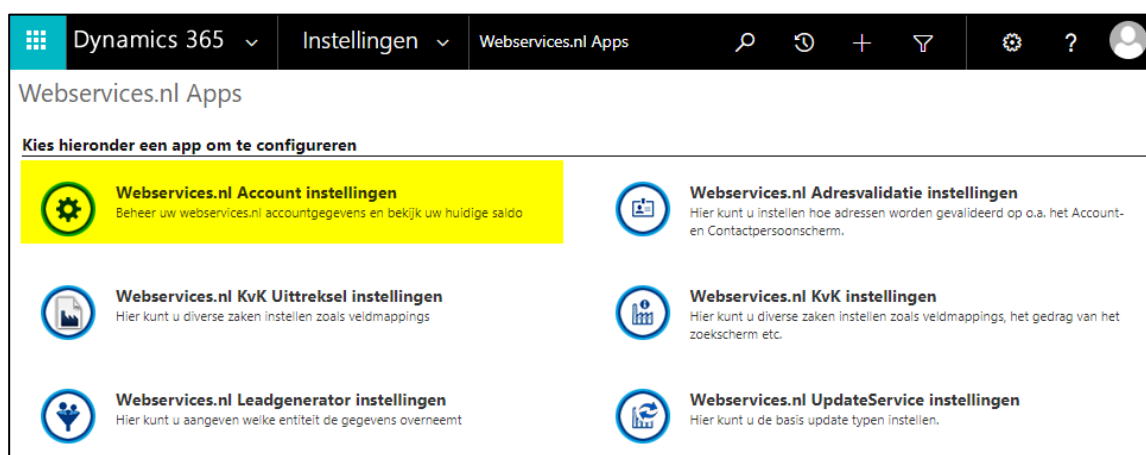 Dynamics 365
Instellingen
Webservices.nl Apps
?
Webservices.nl Apps
Kies hieronder een app om te configureren
Webservices.nl Account instellingen
Beheer uw webservices.nl accountgegevens en bekijk uw huidige saldo
Webservices.nl Adresvalidatie instellingen
Hier kunt u instellen hoe adressen worden gevalideerd op o.a. het Account-
en Contactpersoonscherm.
Webservices.nl KvK Uittreksel instellingen
Hier kunt u diverse zaken instellen zoals veldmappings
Webservices.nl KvK instellingen
Hier kunt u diverse zaken instellen zoals veldmappings, het gedrag van het
zoekscherm etc.
Webservices.nl Leadgenerator instellingen
Hier kunt u aangeven welke entiteit de gegevens overneemt
Webservices.nl UpdateService instellingen
Hier kunt u de basis update typen instellen.